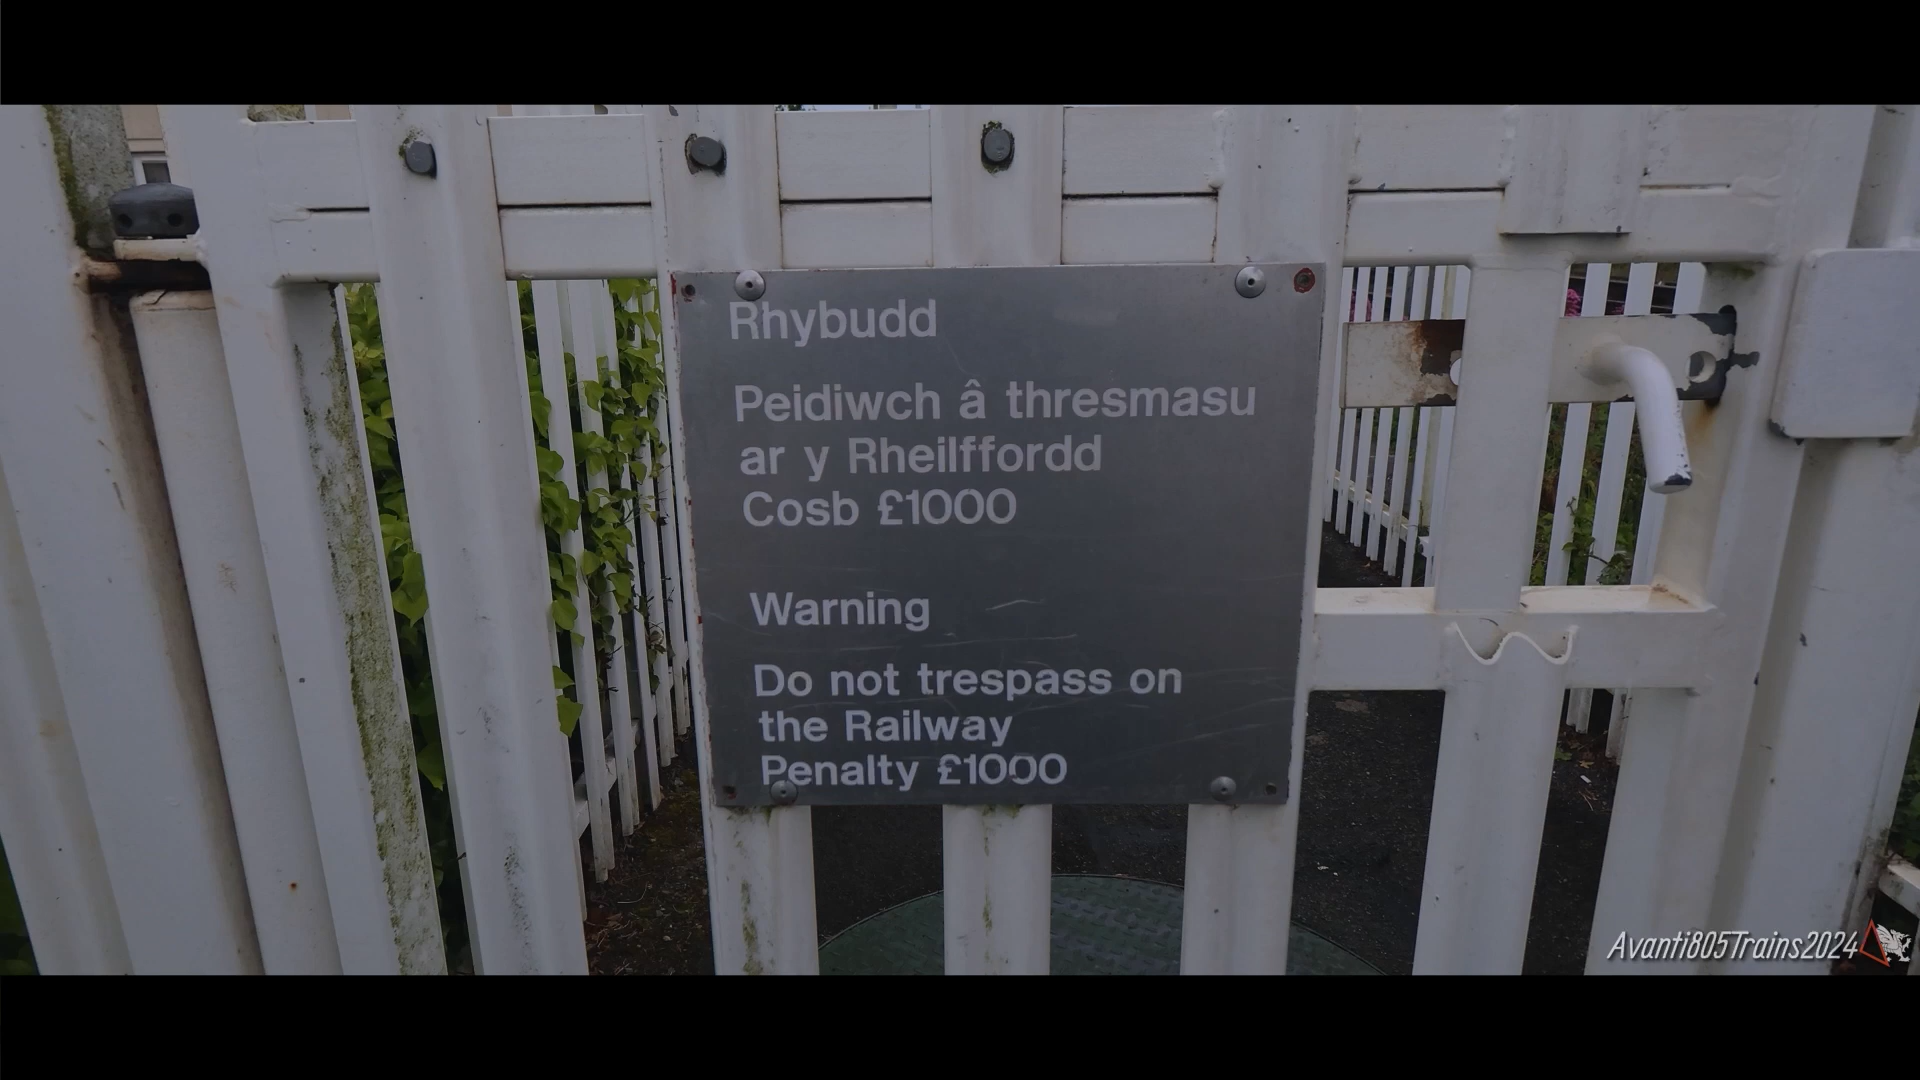 Rhybudd
Peidiwch â thresmasu
ar y Rheilffordd
Cosb £1000
Warning
Do not trespass on
the Railway
Penalty £1000
Avanti805Trains2024